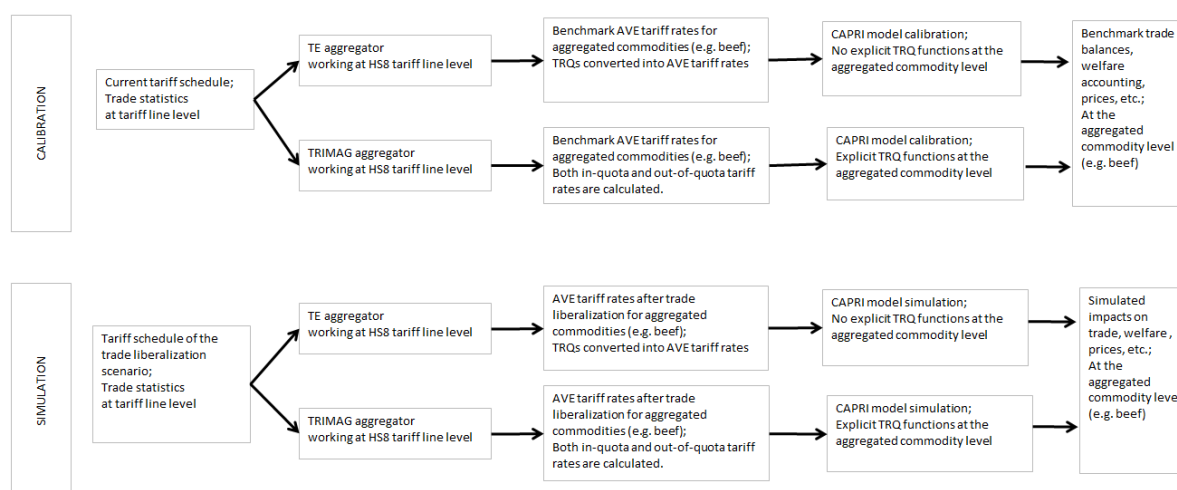 CALIBRATION
Current tariff schedule;
Trade statistics
at tariff line level
TE aggregator
working at HS8 tariff line level
Benchmark AVE tariff rates for
aggregated commodities (e.g. beef);
TRQs converted into AVE tariff rates
CAPRI model calibration;
No explicit TRQ functions at the
aggregated commodity level
TRIMAG aggregator
working at HS8 tariff line level
Benchmark AVE tariff rates for
aggregated commodities (e.g. beef);
Both in-quota and out-of-quota tariff
rates are calculated.
CAPRI model calibration;
Explicit TRQ functions at the
aggregated commodity level
Benchmark trade
balances,
welfare
accounting,
prices, etc.;
At the
aggregated
commodity level
(e.g. beef)
SIMULATION
Tariff schedule of the
trade liberalization
scenario;
Trade statistics
at tariff line level
TE aggregator
working at HS8 tariff line level
AVE tariff rates after trade
liberalization for aggregated
commodities (e.g. beef);
TRQs converted into AVE tariff rates
CAPRI model simulation;
No explicit TRQ functions at the
aggregated commodity level
TRIMAG aggregator
working at HS8 tariff line level
AVE tariff rates after trade
liberalization for aggregated
commodities (e.g. beef);
Both in-quota and out-of-quota tariff
rates are calculated.
CAPRI model simulation;
Explicit TRQ functions at the
aggregated commodity level
Simulated
impacts on
trade, welfare ,
prices, etc.;
At the
aggregated
commodity level
(e.g. beef)